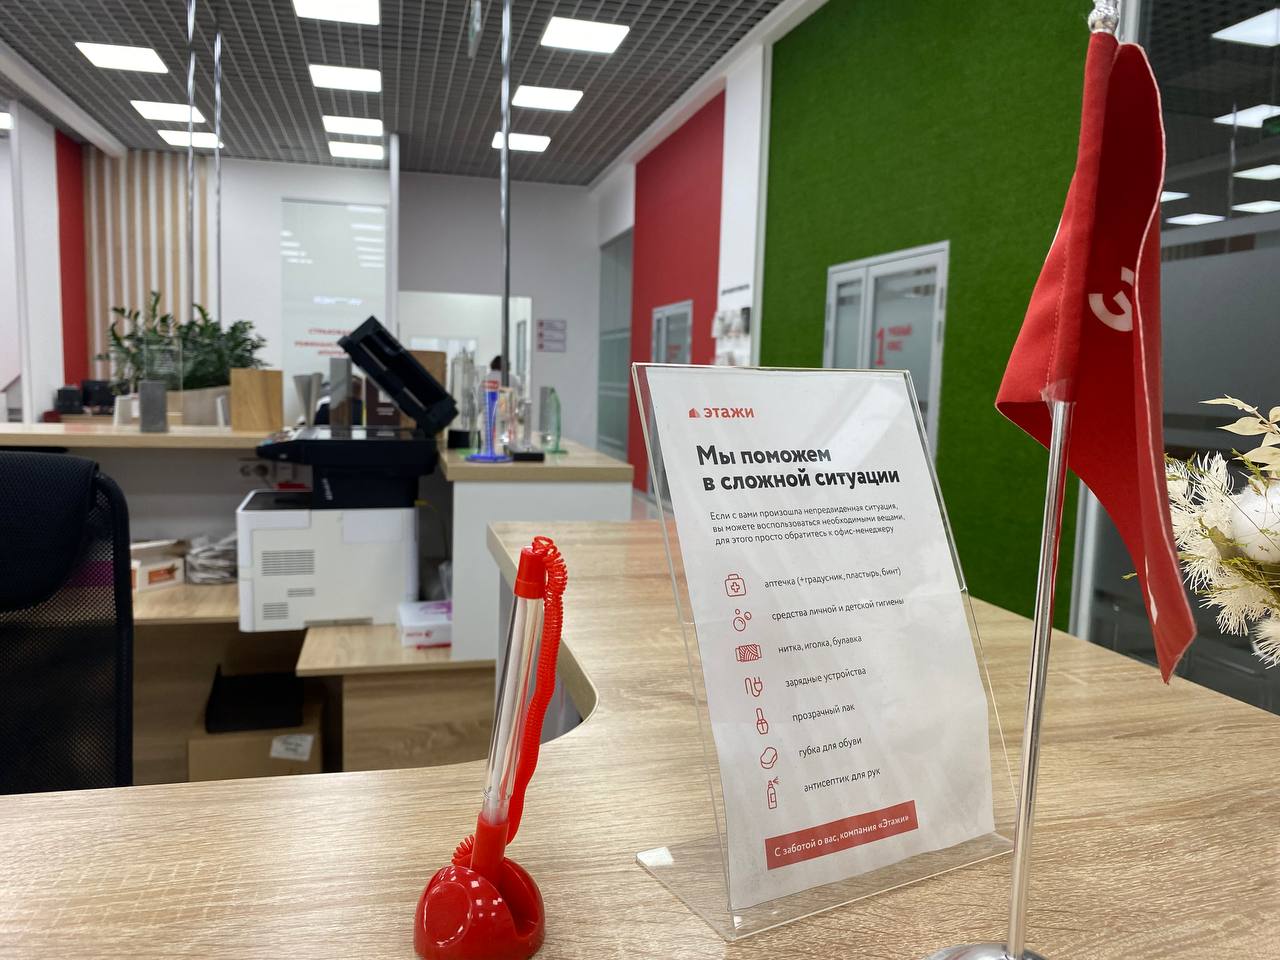 ЭТАЖИ
Мы поможем
в сложной ситуации
Если с вами произошла непредвиденная ситуация,
вы можете воспользоваться необходимыми вещами,
для этого просто обратитесь к офис-менеджеру
аптечка (+градусник, пластырь, бинт)
средства личной и детской гигиены
нитка, иголка, булавка
зарядные устройства
прозрачный лак
губка для обуви
антисептик для рук
С заботой о вас, компания «Этажи»
1